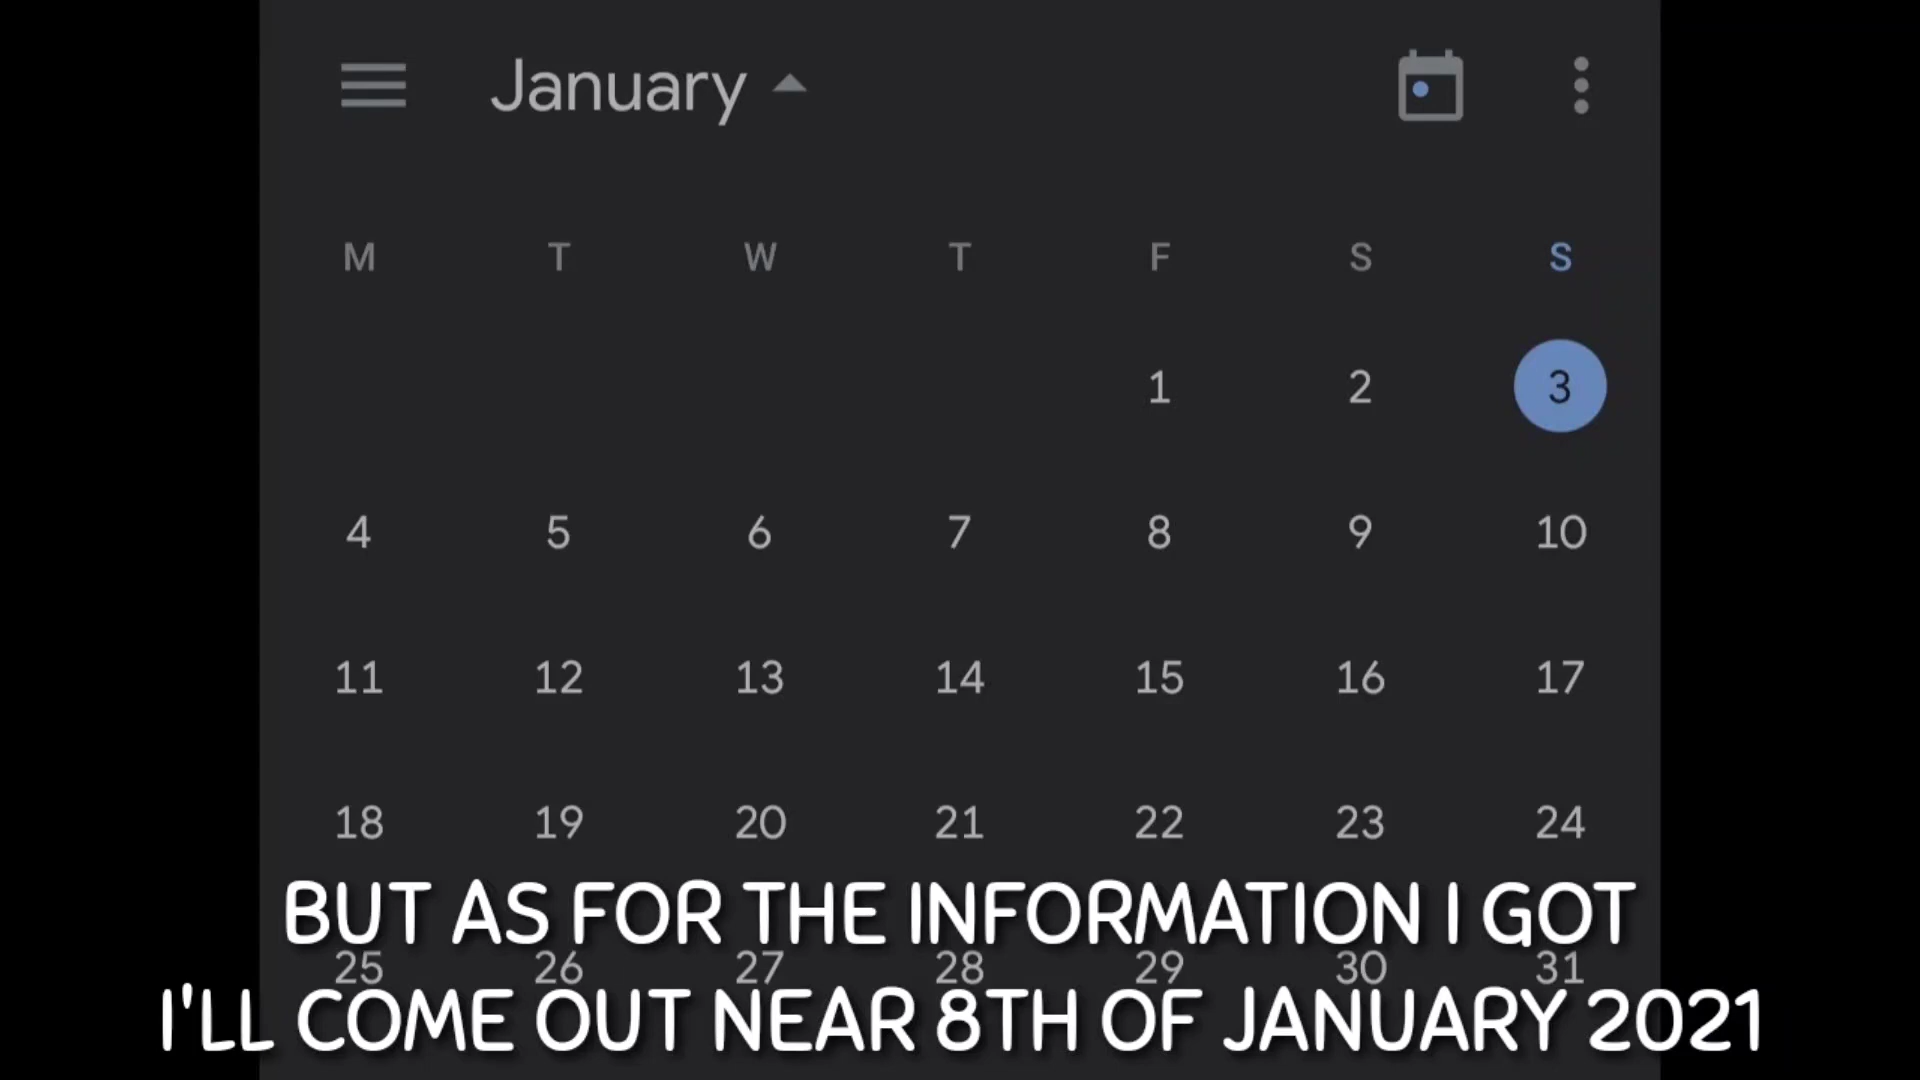 January
M T W T F S S
1 2 3
4 5 6 7 8 9 10
11 12 13 14 15 16 17
18 19 20 21 22 23 24
BUT AS FOR THE INFORMATION I GOT
25 26 27 28 29 30 31
I'LL COME OUT NEAR 8TH OF JANUARY 2021